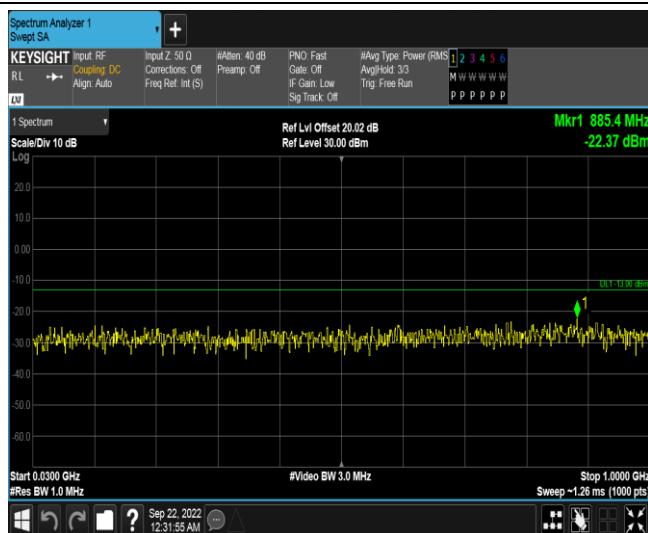 Spectrum Analyzer 1
Swept SA
+
KEYSIGHT
RL
Input: RF
Coupling: DC
Align: Auto
Input Z: 50 Ω
Corrections: Off
Freq Ref: Int (S)
#Atten: 40 dB
Preamp: Off
PNO: Fast
Gate: Off
IF Gain: Low
Sig Track: Off
#Avg Type: Power (RMS
Avg|Hold: 3/3
Trig: Free Run
1 2 3 4 5 6
M W W W W W
P P P P P P
LXI
1 Spectrum
Scale/Div 10 dB
Ref Lvl Offset 20.02 dB
Ref Level 30.00 dBm
Mkr1 885.4 MHz
-22.37 dBm
Log
20.0
10.0
0.00
-10.0
DL1 -13.00 dBm
1
-20.0
-30.0
-40.0
-50.0
-60.0
Start 0.0300 GHz
#Res BW 1.0 MHz
#Video BW 3.0 MHz
Stop 1.0000 GHz
Sweep ~1.26 ms (1000 pts)
?
Sep 22, 2022
12:31:55 AM